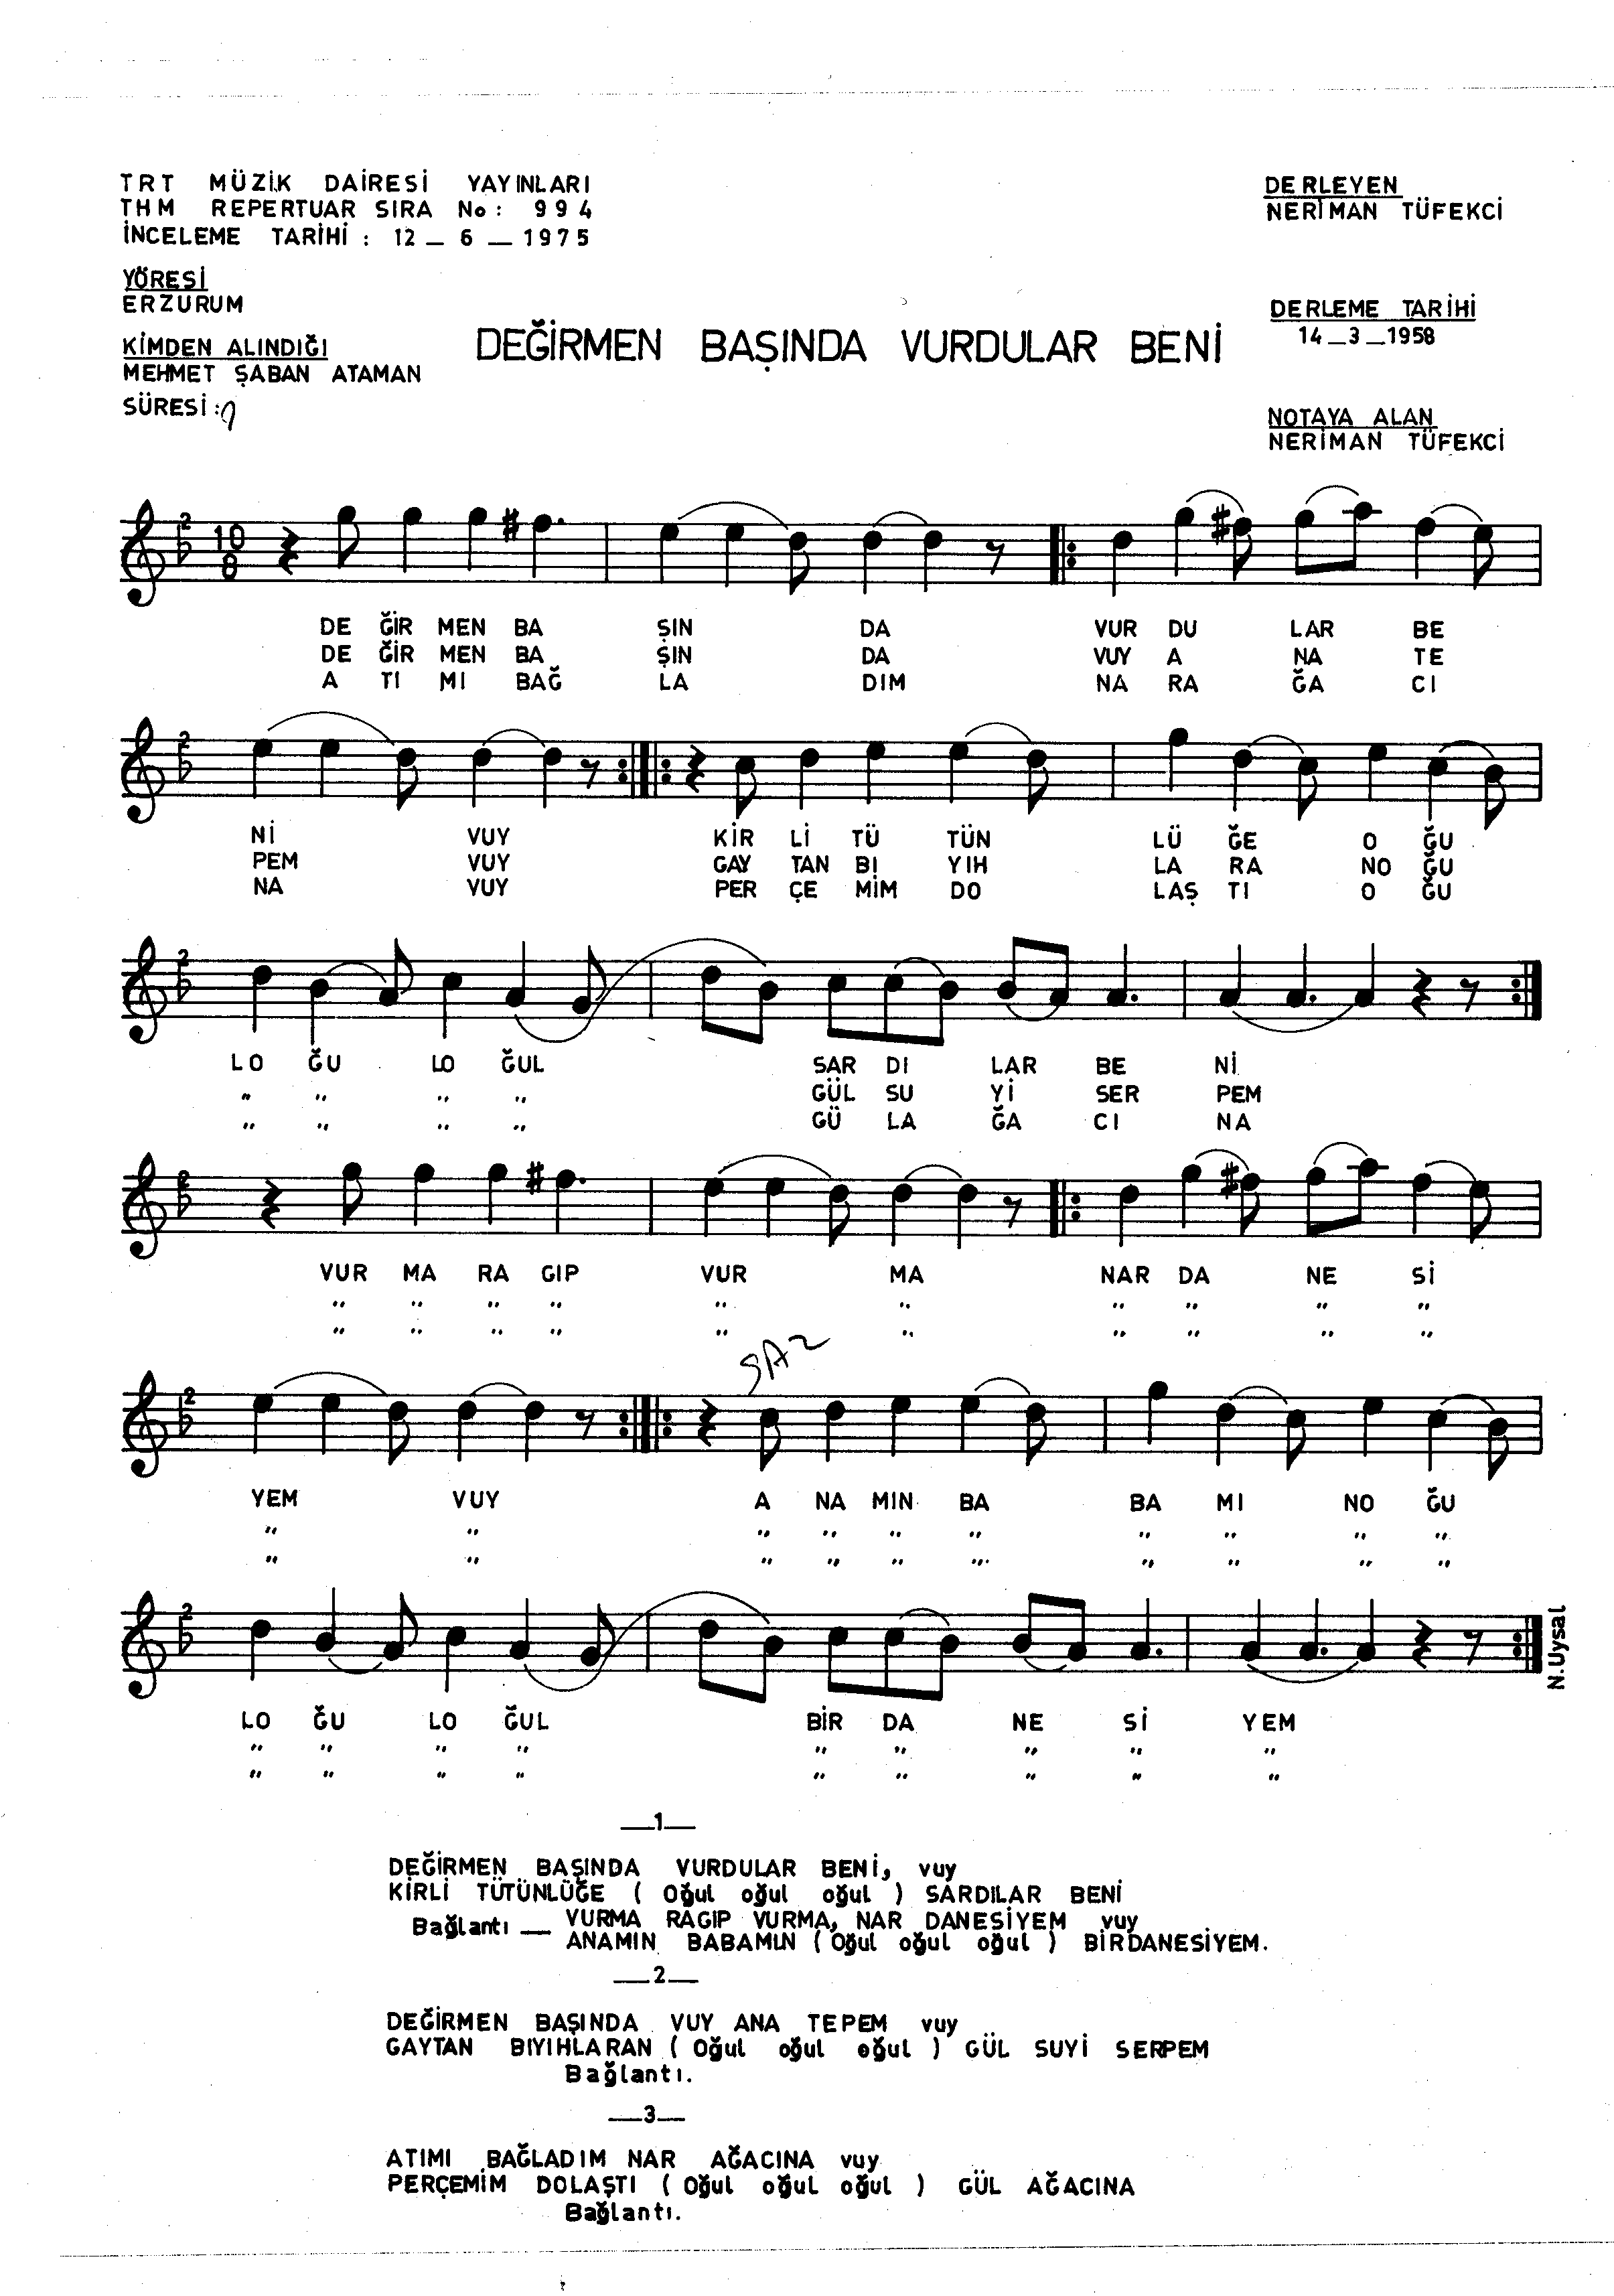 TRT MÜZİK DAİRESİ YAYINLARI
THM REPERTUAR SIRA No: 994
İNCELEME TARİHİ : 12 _ 6 _ 1975
YÖRESİ
ERZURUM
KİMDEN ALINDIĞI
MEHMET ŞABAN ATAMAN
SÜRESİ :
DEĞİRMEN BAŞINDA VURDULAR BENİ
DERLEYEN
NERİMAN TÜFEKCİ
DERLEME TARİHİ
14 _ 3 _ 1958
NOTAYA ALAN
NERİMAN TÜFEKCİ
10
8
DE ĞİR MEN BA ŞIN DA VUR DU LAR BE
DE ĞİR MEN BA ŞIN DA VUY A NA TE
A TI MI BAĞ LA DIM NA RA ĞA CI
2
Nİ VUY KİR Lİ TÜ TÜN LÜ ĞE O ĞU
PEM VUY GAY TAN BI YIH LA RA NO ĞU
NA VUY PER ÇE MİM DO LAŞ TI O ĞU
2
LO ĞU LO ĞUL SAR DI LAR BE Nİ
" " " " GÜL SU Yİ SER PEM
" " " " GÜ LA ĞA CI NA
2
VUR MA RA GIP VUR MA NAR DA NE Sİ
" " " " " " " " " "
" " " " " " " " " "
SAZ
2
YEM VUY A NA MIN BA BA MI NO ĞU
" " " " " " " " " "
" " " " " " " " " "
2
LO ĞU LO ĞUL BİR DA NE Sİ YEM
" " " " " " " " "
" " " " " " " " "
N.Uysal
—1—
DEĞİRMEN BAŞINDA VURDULAR BENİ, vuy
KİRLİ TÜTÜNLÜĞE ( Oğul oğul oğul ) SARDILAR BENİ
Bağlantı — VURMA RAGIP VURMA, NAR DANESİYEM vuy
ANAMIN BABAMIN ( Oğul oğul oğul ) BİRDANESİYEM.
—2—
DEĞİRMEN BAŞINDA VUY ANA TEPEM vuy
GAYTAN BIYIHLARAN ( Oğul oğul oğul ) GÜL SUYİ SERPEM
Bağlantı.
—3—
ATIMI BAĞLADIM NAR AĞACINA vuy
PERÇEMİM DOLAŞTI ( Oğul oğul oğul ) GÜL AĞACINA
Bağlantı.